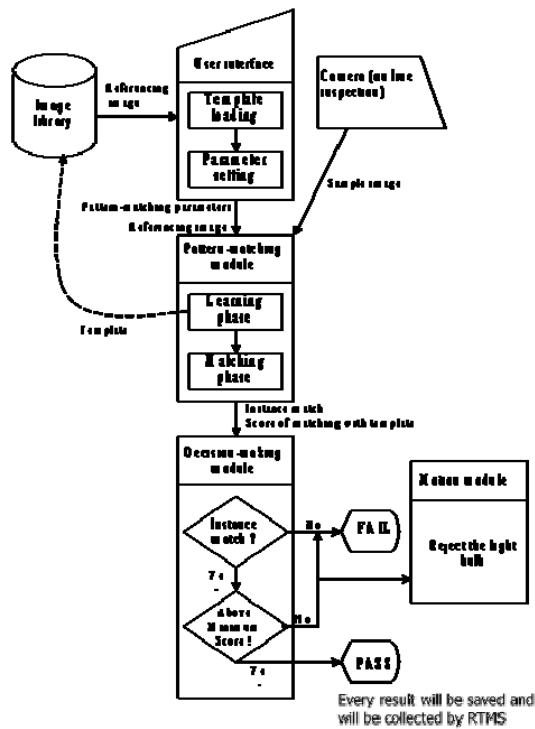 User interface
Camera (on line
inspection)
Image
library
Referencing
image
Template
loading
Parameter
setting
Sample image
Pattern-matching parameters
Referencing image
Pattern-matching
module
Learning
phase
Template
Matching
phase
Instance match
Score of matching with template
Decision-making
module
Motion module
Instance
match ?
No
FAIL
Reject the light
bulb
Ye
-
Above
Minimum
Score ?
No
Ye
-
PASS
Every result will be saved and
will be collected by RTMS